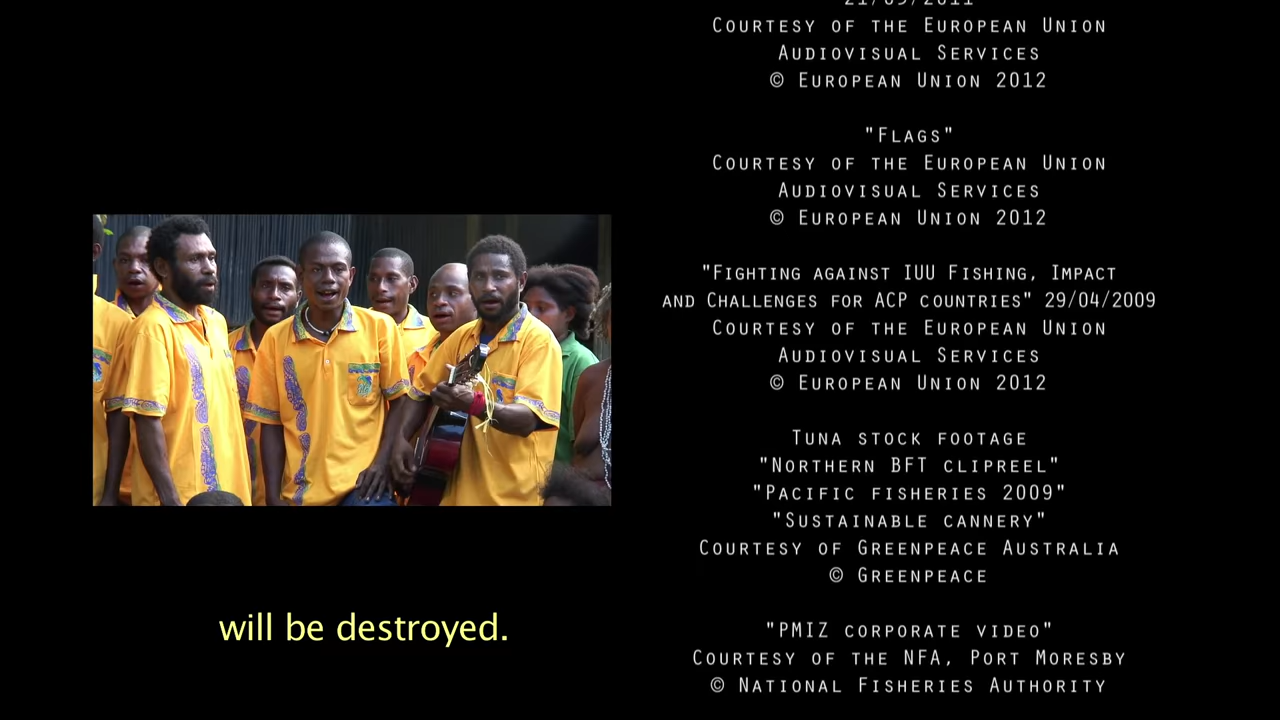 21/09/2011
Courtesy of the European Union
Audiovisual Services
© European Union 2012
"Flags"
Courtesy of the European Union
Audiovisual Services
© European Union 2012
"Fighting against IUU Fishing, Impact
and Challenges for ACP countries" 29/04/2009
Courtesy of the European Union
Audiovisual Services
© European Union 2012
Tuna stock footage
"Northern BFT clipreel"
"Pacific fisheries 2009"
"Sustainable cannery"
Courtesy of Greenpeace Australia
© Greenpeace
"PMIZ corporate video"
Courtesy of the NFA, Port Moresby
© National Fisheries Authority
will be destroyed.